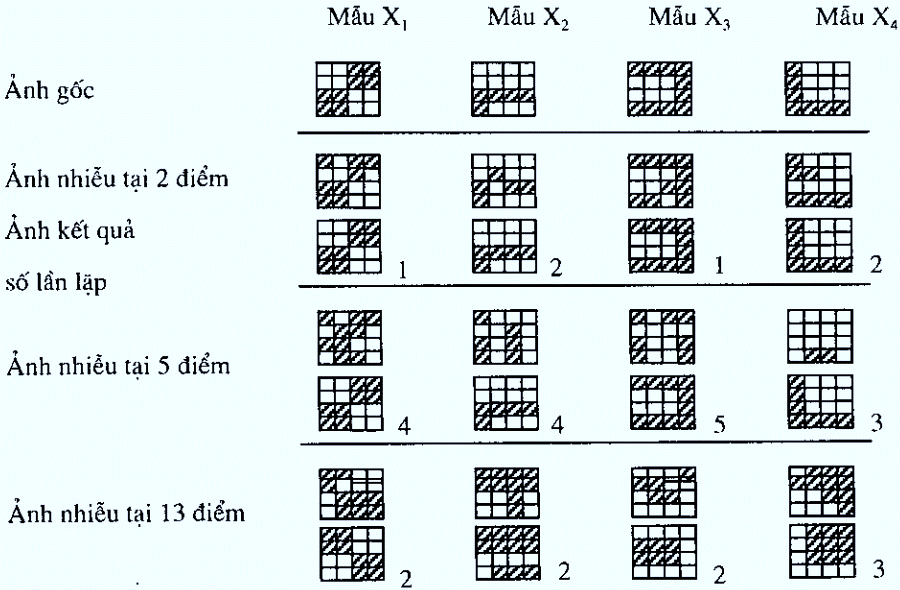 Mẫu X₁ Mẫu X₂ Mẫu X₃ Mẫu X₄
Ảnh gốc
Ảnh nhiễu tại 2 điểm
Ảnh kết quả
1 2 1 2
số lần lặp
Ảnh nhiễu tại 5 điểm
4 4 5 3
Ảnh nhiễu tại 13 điểm
2 2 2 3